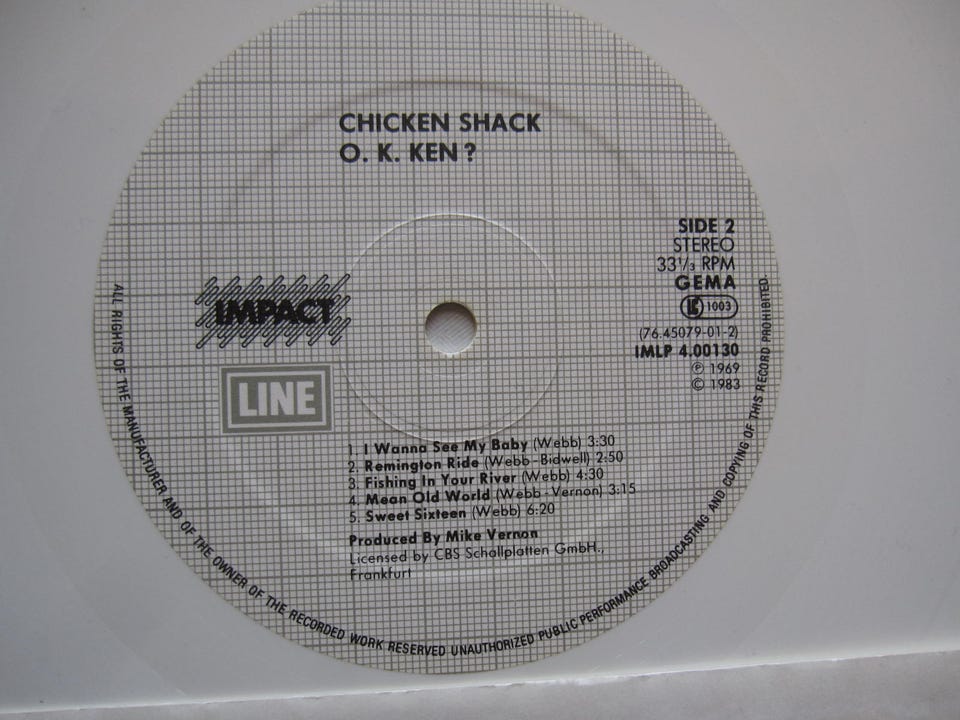 CHICKEN SHACK
O. K. KEN?
SIDE 2
STEREO
33 1/3 RPM
GEMA
LC 1003
(76.45079-01-2)
IMLP 4.00130
℗ 1969
© 1983
IMPACT
LINE
1. I Wanna See My Baby (Webb) 3:30
2. Remington Ride (Webb-Bidwell) 2:50
3. Fishing In Your River (Webb) 4:30
4. Mean Old World (Webb-Vernon) 3:15
5. Sweet Sixteen (Webb) 6:20
Produced By Mike Vernon
Licensed by CBS Schallplatten GmbH.,
Frankfurt
ALL RIGHTS OF THE MANUFACTURER AND OF THE OWNER OF THE RECORDED WORK RESERVED UNAUTHORIZED PUBLIC PERFORMANCE BROADCASTING AND COPYING OF THIS RECORD PROHIBITED.